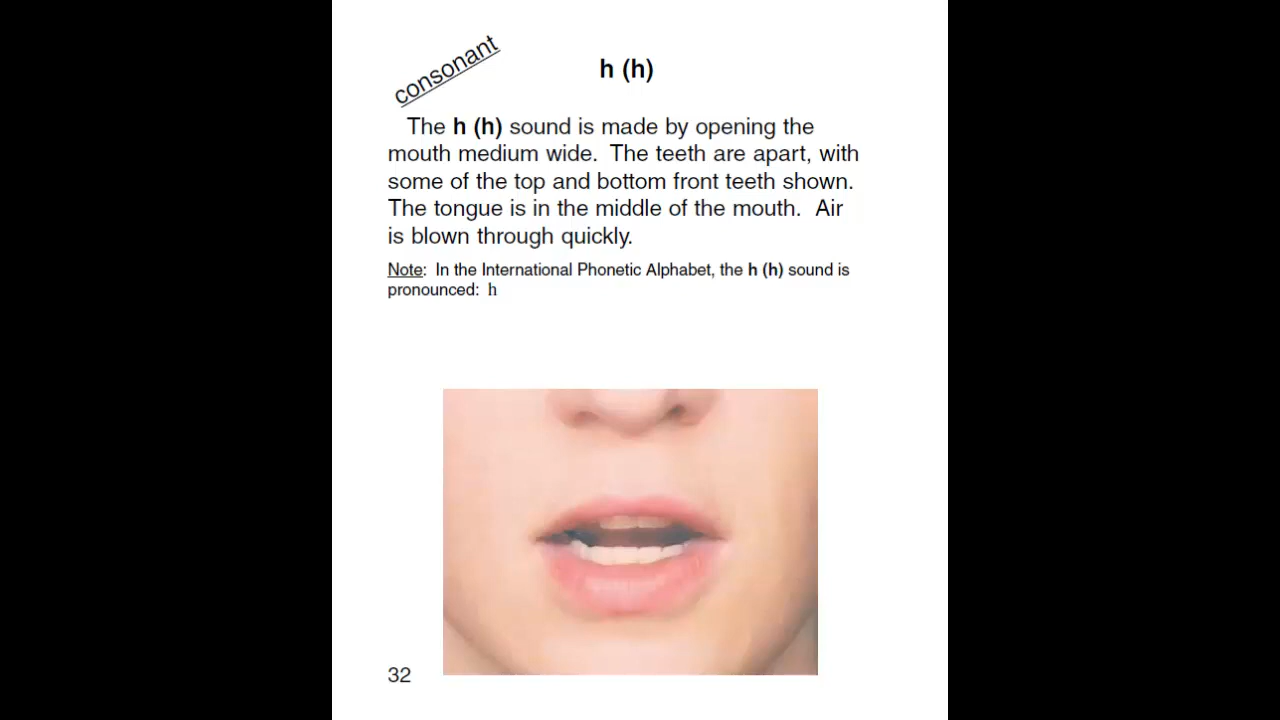 consonant
h (h)
The h (h) sound is made by opening the
mouth medium wide. The teeth are apart, with
some of the top and bottom front teeth shown.
The tongue is in the middle of the mouth. Air
is blown through quickly.
Note: In the International Phonetic Alphabet, the h (h) sound is
pronounced: h
32